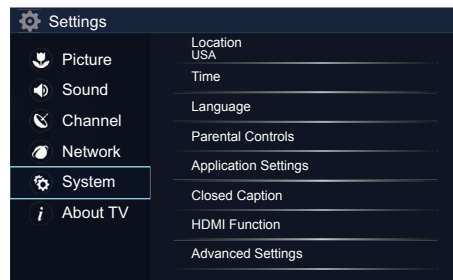 Settings
Picture
Sound
Channel
Network
System
About TV
Location
USA
Time
Language
Parental Controls
Application Settings
Closed Caption
HDMI Function
Advanced Settings